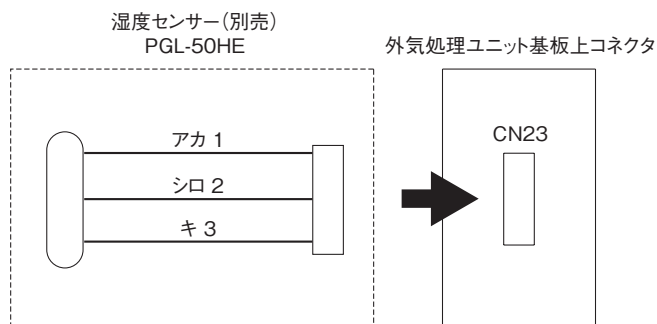 湿度センサー(別売)
PGL-50HE
外気処理ユニット基板上コネクタ
アカ 1
シロ 2
キ 3
CN23